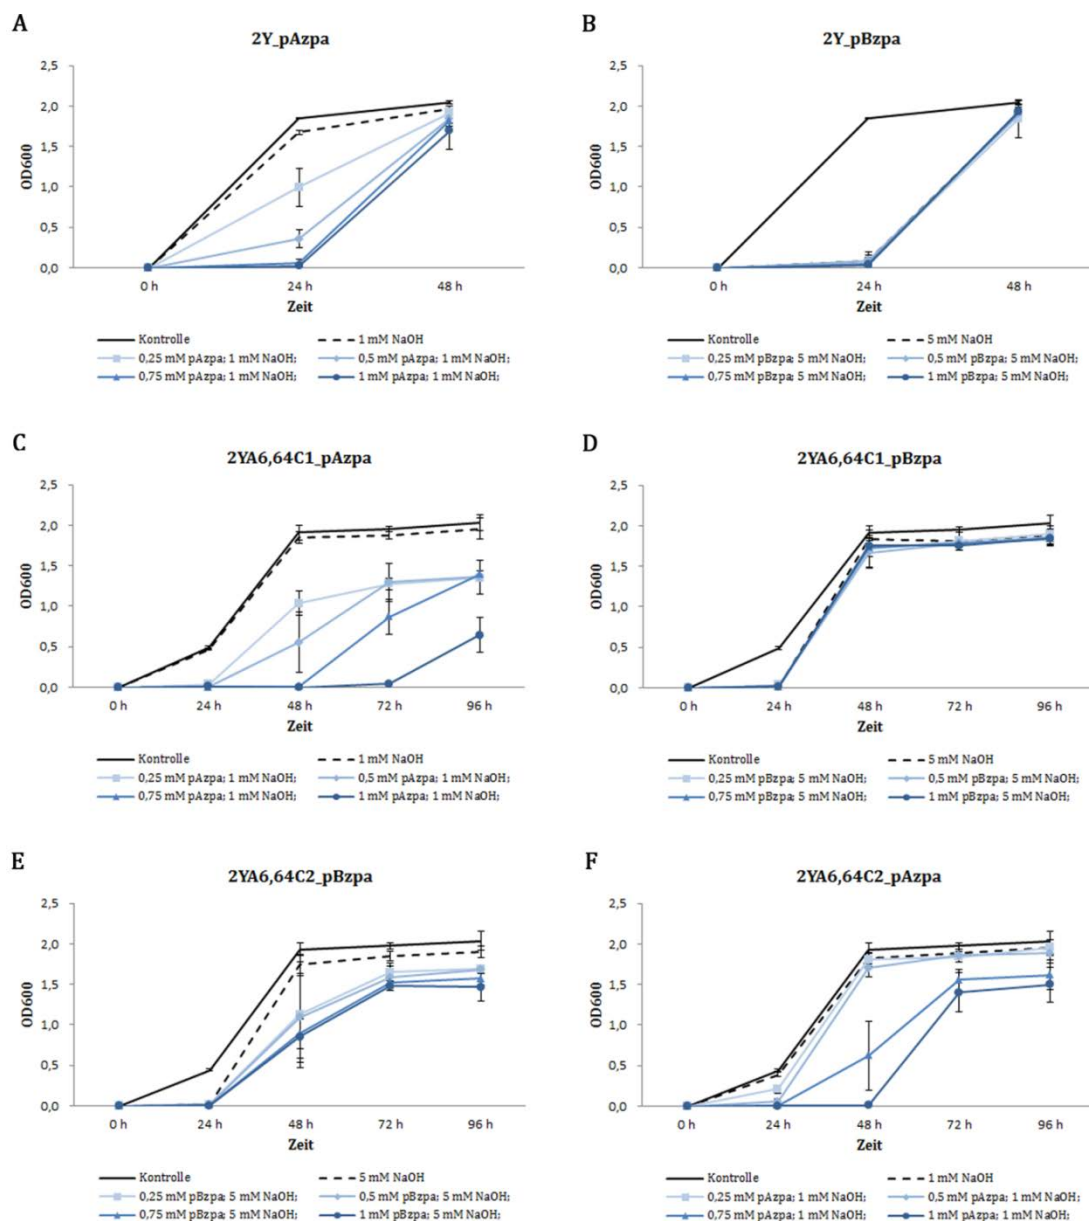 A
2Y_pAzpa
2,5
2,0
1,5
1,0
0,5
0,0
OD600
0 h 24 h 48 h
Zeit
Kontrolle 1 mM NaOH
0,25 mM pAzpa; 1 mM NaOH; 0,5 mM pAzpa; 1 mM NaOH;
0,75 mM pAzpa; 1 mM NaOH; 1 mM pAzpa; 1 mM NaOH;
B
2Y_pBzpa
2,5
2,0
1,5
1,0
0,5
0,0
OD600
0 h 24 h 48 h
Zeit
Kontrolle 5 mM NaOH
0,25 mM pBzpa; 5 mM NaOH; 0,5 mM pBzpa; 5 mM NaOH;
0,75 mM pBzpa; 5 mM NaOH; 1 mM pBzpa; 5 mM NaOH;
C
2YA6,64C1_pAzpa
2,5
2,0
1,5
1,0
0,5
0,0
OD600
0 h 24 h 48 h 72 h 96 h
Zeit
Kontrolle 1 mM NaOH
0,25 mM pAzpa; 1 mM NaOH; 0,5 mM pAzpa; 1 mM NaOH;
0,75 mM pAzpa; 1 mM NaOH; 1 mM pAzpa; 1 mM NaOH;
D
2YA6,64C1_pBzpa
2,5
2,0
1,5
1,0
0,5
0,0
OD600
0 h 24 h 48 h 72 h 96 h
Zeit
Kontrolle 5 mM NaOH
0,25 mM pBzpa; 5 mM NaOH; 0,5 mM pBzpa; 5 mM NaOH;
0,75 mM pBzpa; 5 mM NaOH; 1 mM pBzpa; 5 mM NaOH;
E
2YA6,64C2_pBzpa
2,5
2,0
1,5
1,0
0,5
0,0
OD600
0 h 24 h 48 h 72 h 96 h
Zeit
Kontrolle 5 mM NaOH
0,25 mM pBzpa; 5 mM NaOH; 0,5 mM pBzpa; 5 mM NaOH;
0,75 mM pBzpa; 5 mM NaOH; 1 mM pBzpa; 5 mM NaOH;
F
2YA6,64C2_pAzpa
2,5
2,0
1,5
1,0
0,5
0,0
OD600
0 h 24 h 48 h 72 h 96 h
Zeit
Kontrolle 1 mM NaOH
0,25 mM pAzpa; 1 mM NaOH; 0,5 mM pAzpa; 1 mM NaOH;
0,75 mM pAzpa; 1 mM NaOH; 1 mM pAzpa; 1 mM NaOH;